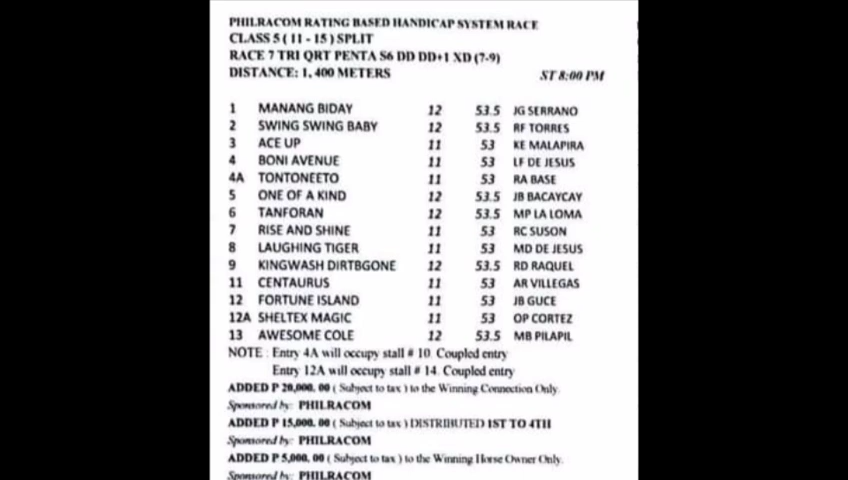 PHILRACOM RATING BASED HANDICAP SYSTEM RACE
CLASS 5 ( 11 - 15 ) SPLIT
RACE 7 TRI QRT PENTA S6 DD DD+1 XD (7-9)
DISTANCE: 1, 400 METERS ST 8:00 PM
1 MANANG BIDAY 12 53.5 JG SERRANO
2 SWING SWING BABY 12 53.5 RF TORRES
3 ACE UP 11 53 KE MALAPIRA
4 BONI AVENUE 11 53 LF DE JESUS
4A TONTONEETO 11 53 RA BASE
5 ONE OF A KIND 12 53.5 JB BACAYCAY
6 TANFORAN 12 53.5 MP LA LOMA
7 RISE AND SHINE 11 53 RC SUSON
8 LAUGHING TIGER 11 53 MD DE JESUS
9 KINGWASH DIRTBGONE 12 53.5 RD RAQUEL
11 CENTAURUS 11 53 AR VILLEGAS
12 FORTUNE ISLAND 11 53 JB GUCE
12A SHELTEX MAGIC 11 53 OP CORTEZ
13 AWESOME COLE 12 53.5 MB PILAPIL
NOTE : Entry 4A will occupy stall # 10. Coupled entry
Entry 12A will occupy stall # 14. Coupled entry
ADDED P 20,000. 00 ( Subject to tax ) to the Winning Connection Only.
Sponsored by: PHILRACOM
ADDED P 15,000. 00 ( Subject to tax ) DISTRIBUTED 1ST TO 4TH
Sponsored by: PHILRACOM
ADDED P 5,000. 00 ( Subject to tax ) to the Winning Horse Owner Only.
Sponsored by: PHILRACOM